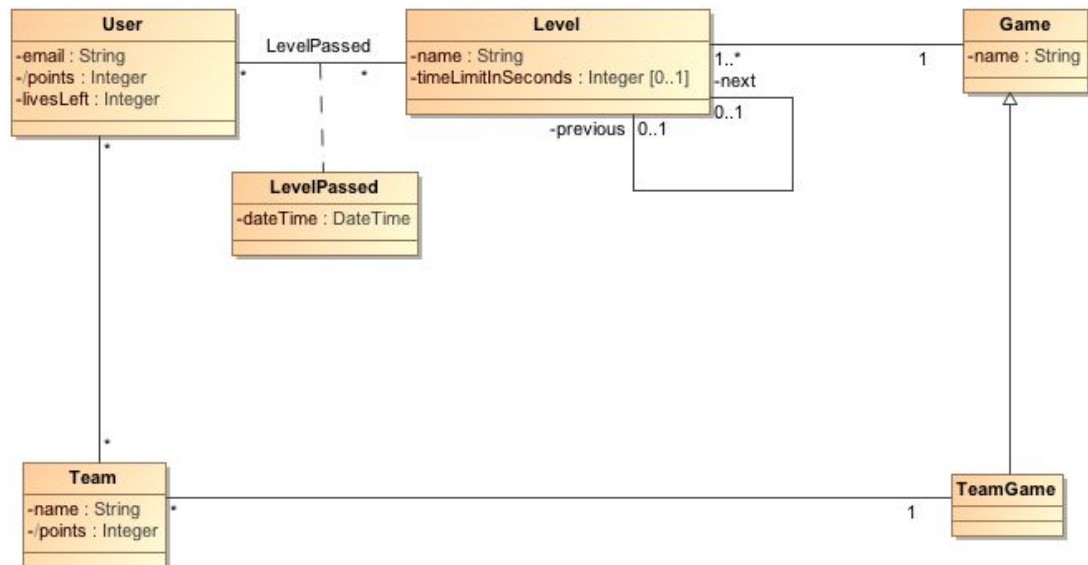 User
-email : String
-/points : Integer
-livesLeft : Integer
LevelPassed
*
*
Level
-name : String
-timeLimitInSeconds : Integer [0..1]
1..*
1
-next
0..1
-previous
0..1
Game
-name : String
LevelPassed
-dateTime : DateTime
*
*
Team
-name : String
-/points : Integer
*
1
TeamGame